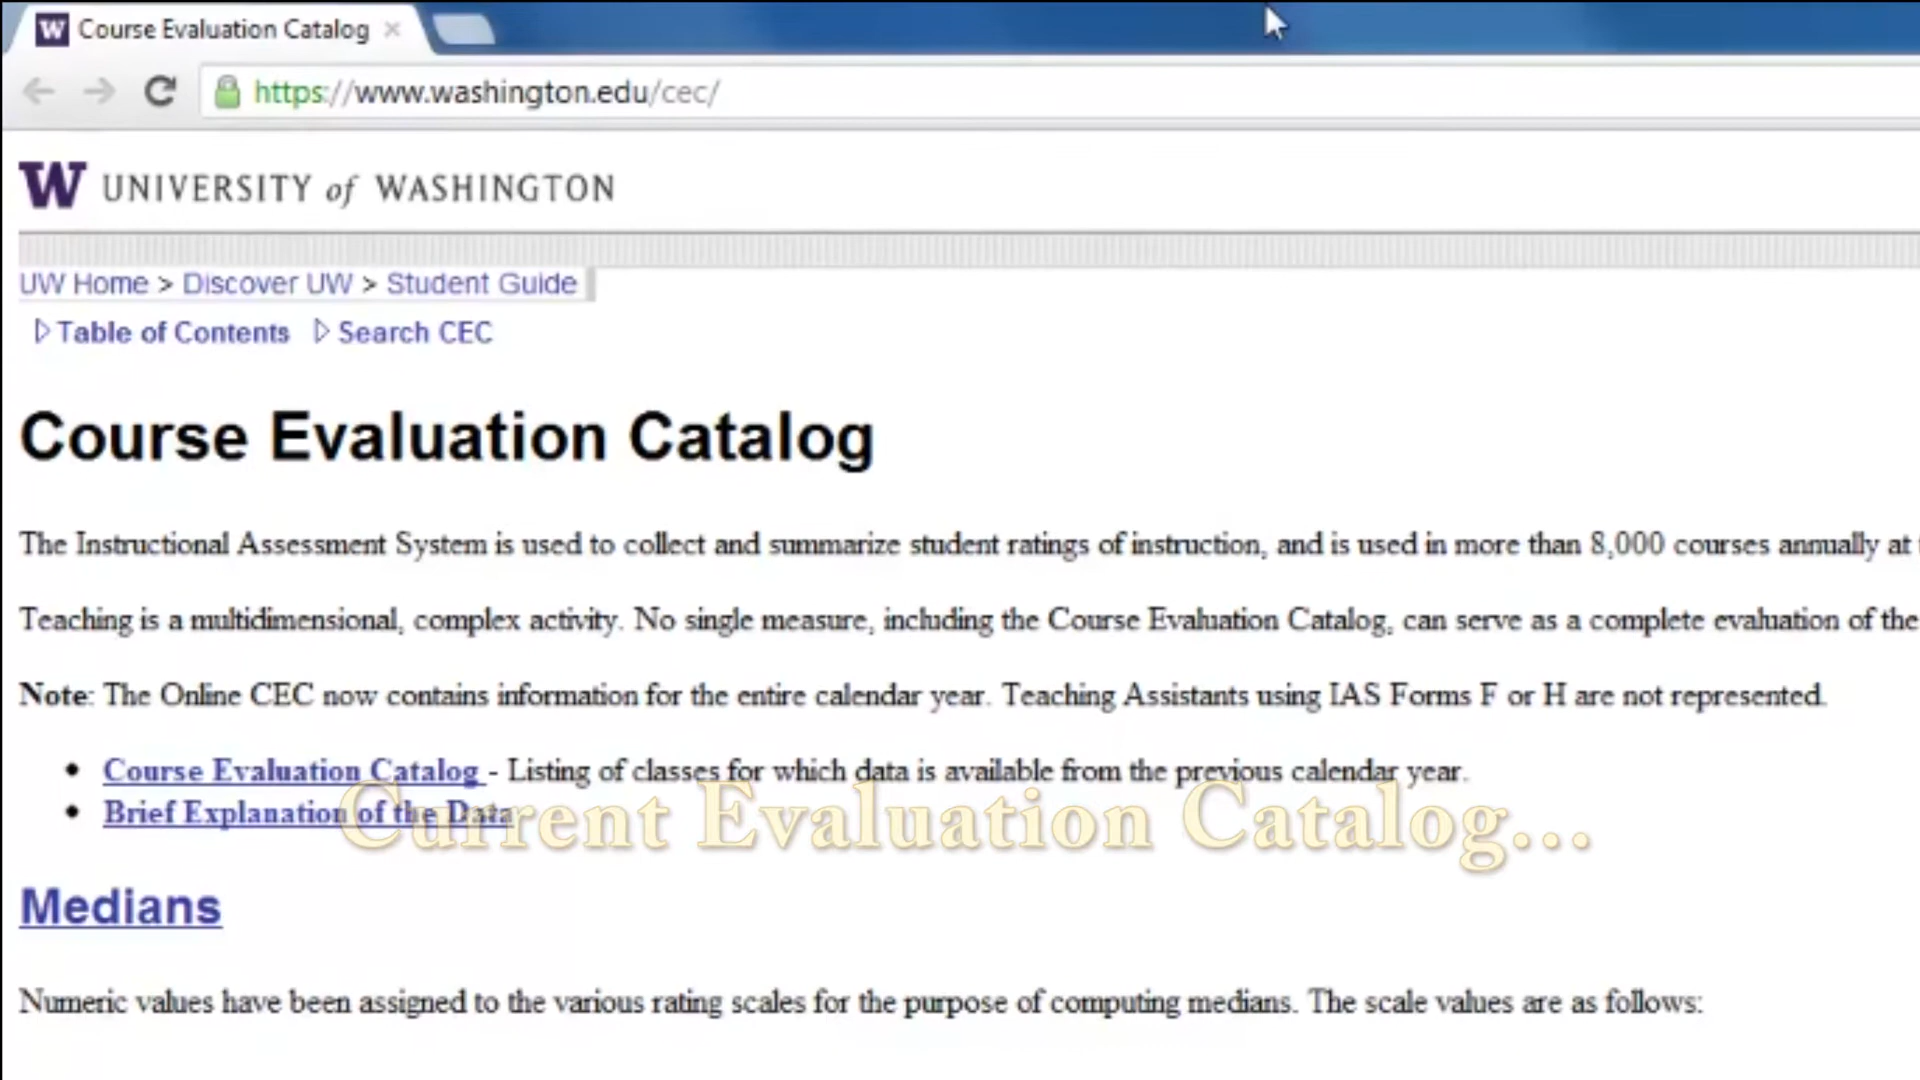 Course Evaluation Catalog
https://www.washington.edu/cec/
W UNIVERSITY of WASHINGTON
UW Home > Discover UW > Student Guide
Table of Contents Search CEC
Course Evaluation Catalog
The Instructional Assessment System is used to collect and summarize student ratings of instruction, and is used in more than 8,000 courses annually at
Teaching is a multidimensional, complex activity. No single measure, including the Course Evaluation Catalog, can serve as a complete evaluation of the
Note: The Online CEC now contains information for the entire calendar year. Teaching Assistants using IAS Forms F or H are not represented.
• Course Evaluation Catalog - Listing of classes for which data is available from the previous calendar year.
• Brief Explanation of the Data
Current Evaluation Catalog...
Medians
Numeric values have been assigned to the various rating scales for the purpose of computing medians. The scale values are as follows: